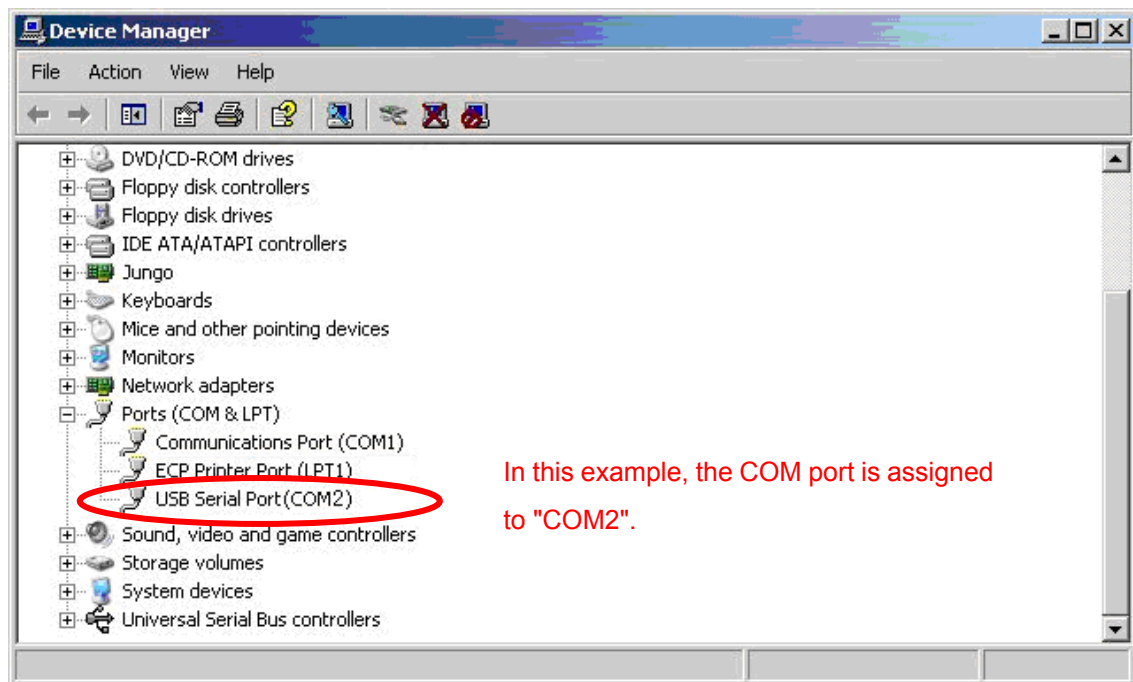 Device Manager
File Action View Help
DVD/CD-ROM drives
Floppy disk controllers
Floppy disk drives
IDE ATA/ATAPI controllers
Jungo
Keyboards
Mice and other pointing devices
Monitors
Network adapters
Ports (COM & LPT)
Communications Port (COM1)
ECP Printer Port (LPT1)
USB Serial Port(COM2)
In this example, the COM port is assigned
to "COM2".
Sound, video and game controllers
Storage volumes
System devices
Universal Serial Bus controllers